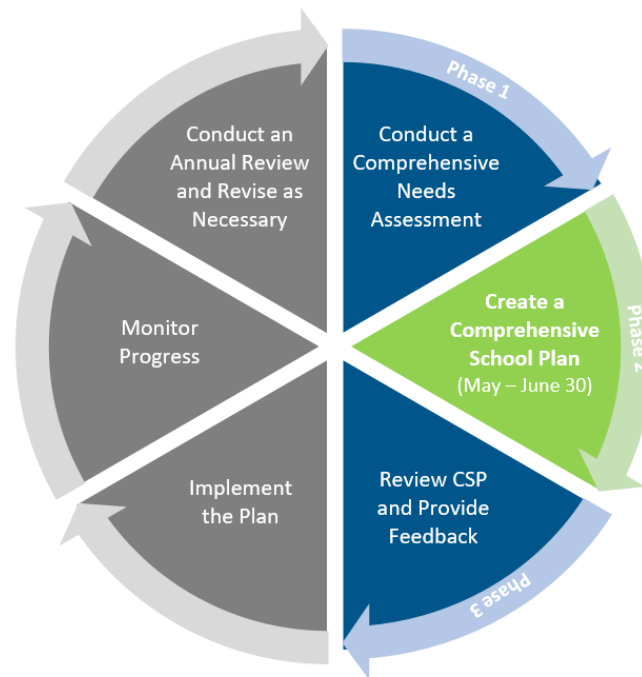 Phase 1
Conduct a
Comprehensive
Needs
Assessment
Phase 2
Create a
Comprehensive
School Plan
(May – June 30)
Phase 3
Review CSP
and Provide
Feedback
Implement
the Plan
Monitor
Progress
Conduct an
Annual Review
and Revise as
Necessary